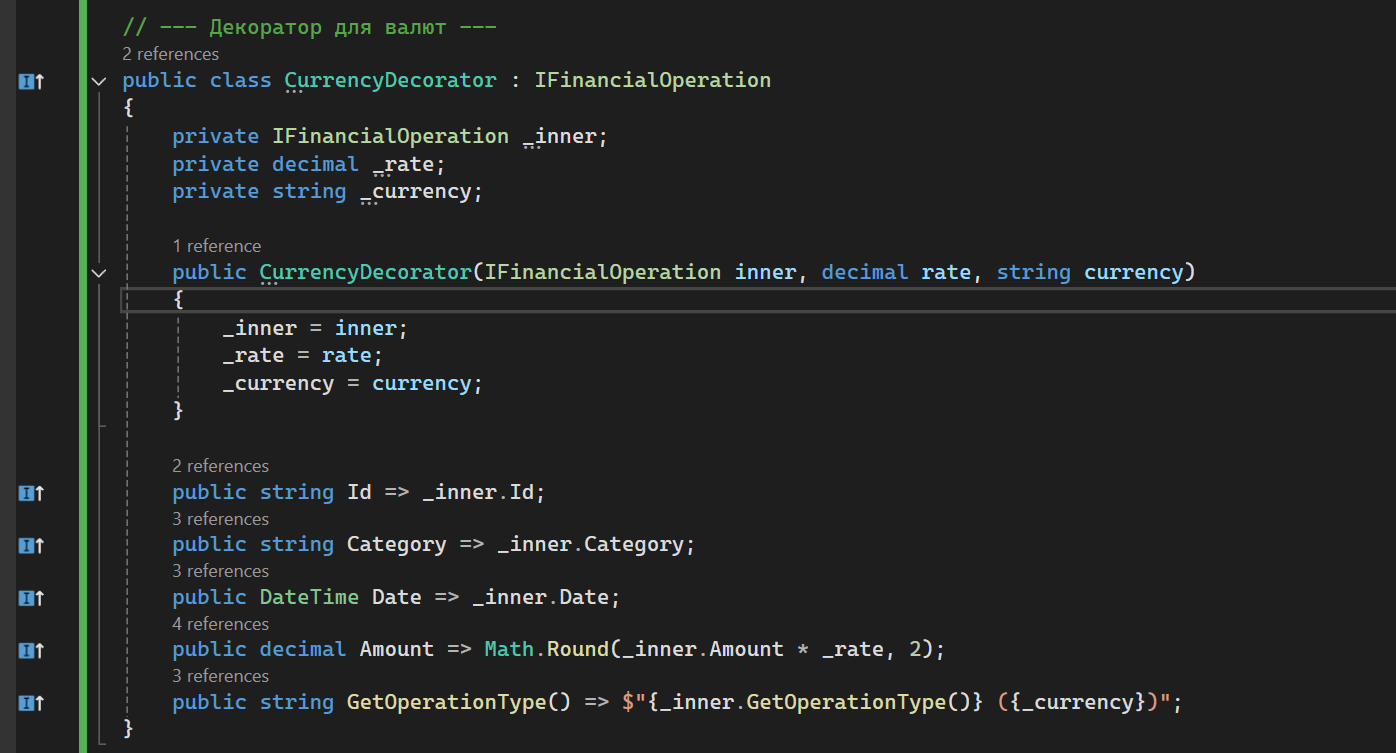 // --- Декоратор для валют ---
2 references
public class CurrencyDecorator : IFinancialOperation
{
private IFinancialOperation _inner;
private decimal _rate;
private string _currency;
1 reference
public CurrencyDecorator(IFinancialOperation inner, decimal rate, string currency)
{
_inner = inner;
_rate = rate;
_currency = currency;
}
2 references
public string Id => _inner.Id;
3 references
public string Category => _inner.Category;
3 references
public DateTime Date => _inner.Date;
4 references
public decimal Amount => Math.Round(_inner.Amount * _rate, 2);
3 references
public string GetOperationType() => $"{_inner.GetOperationType()} ({_currency})";
}